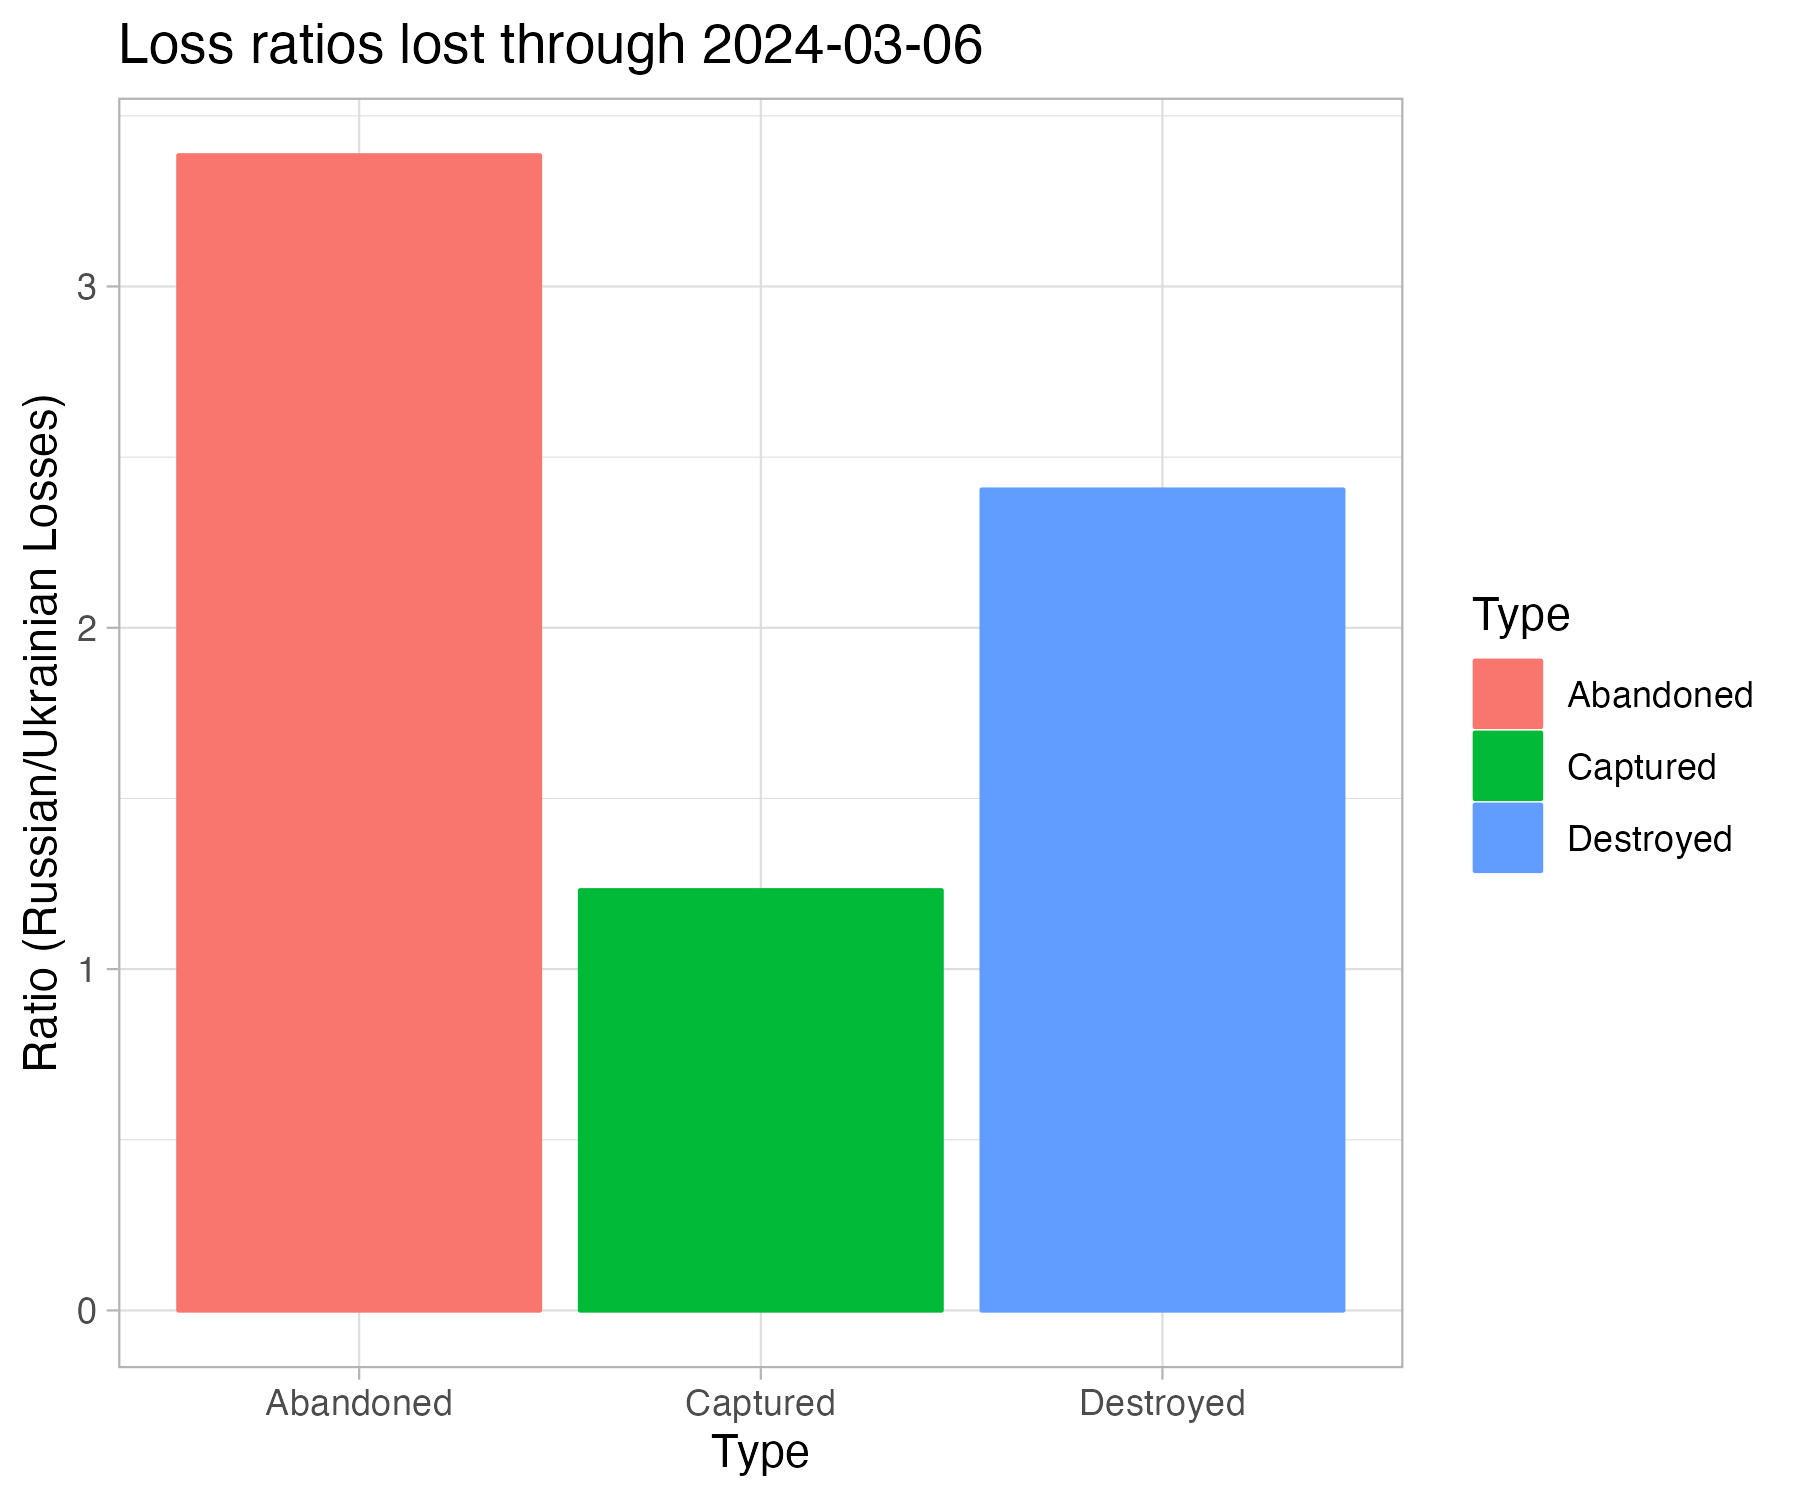 Loss ratios lost through 2024-03-06
Ratio (Russian/Ukrainian Losses)
3
2
1
0
Abandoned
Captured
Destroyed
Type
Type
Abandoned
Captured
Destroyed